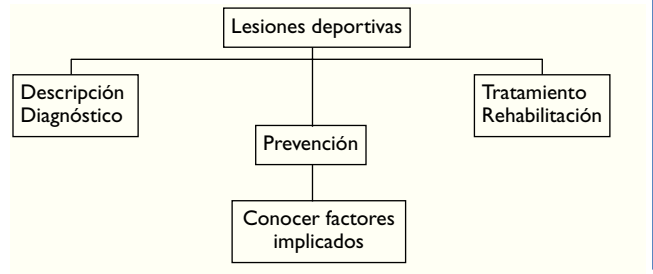 Lesiones deportivas
Descripción
Diagnóstico
Tratamiento
Rehabilitación
Prevención
Conocer factores
implicados